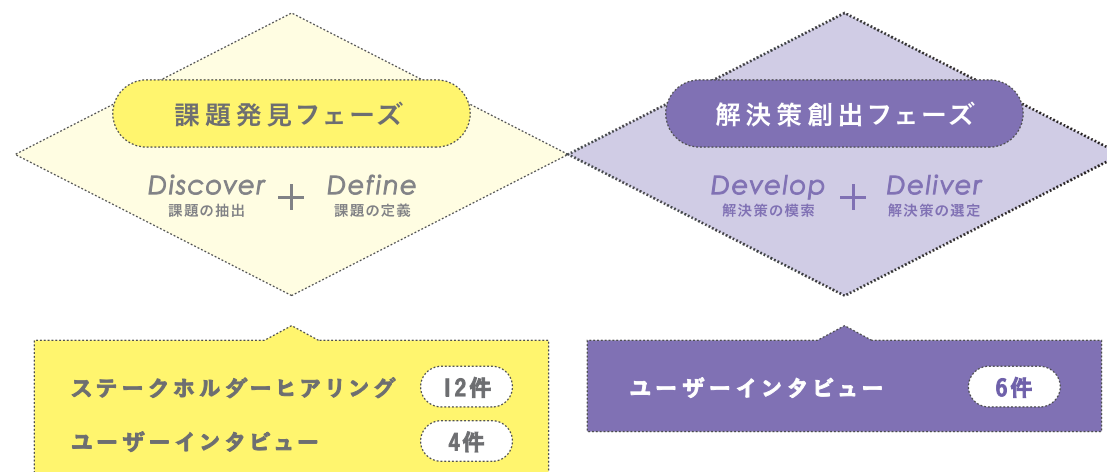 課題発見フェーズ
Discover + Define
課題の抽出 課題の定義
解決策創出フェーズ
Develop + Deliver
解決策の模索 解決策の選定
ステークホルダーヒアリング 12件
ユーザーインタビュー 4件
ユーザーインタビュー 6件